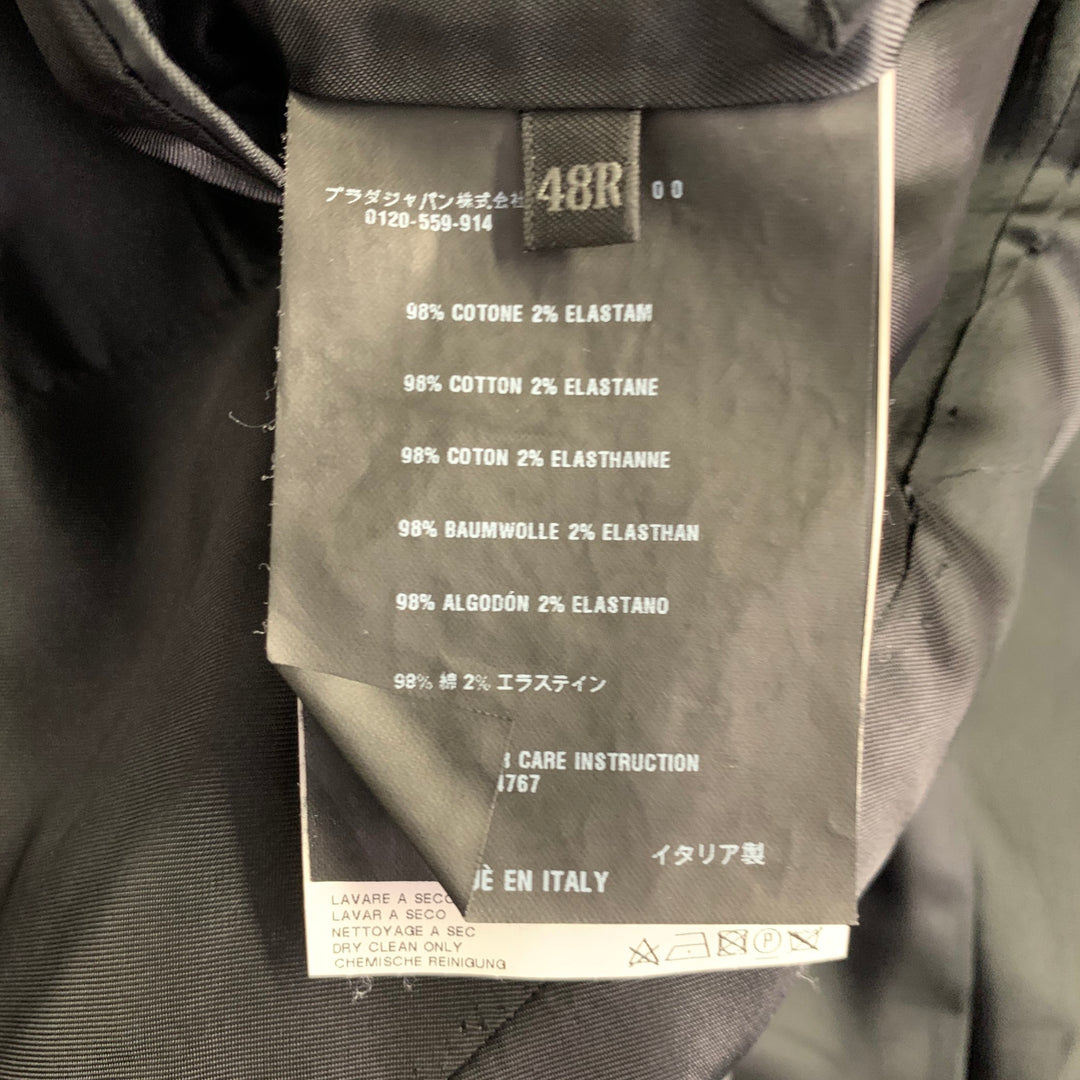 プラダジャパン株式会社
0120-559-914
48R
00
98% COTONE 2% ELASTAM
98% COTTON 2% ELASTANE
98% COTON 2% ELASTHANNE
98% BAUMWOLLE 2% ELASTHAN
98% ALGODÓN 2% ELASTANO
98% 綿 2% エラステイン
CARE INSTRUCTION
4767
イタリア製
EN ITALY
LAVARE A SECC
LAVAR A SECO
NETTOYAGE A SEC
DRY CLEAN ONLY
CHEMISCHE REINIGUNG
P